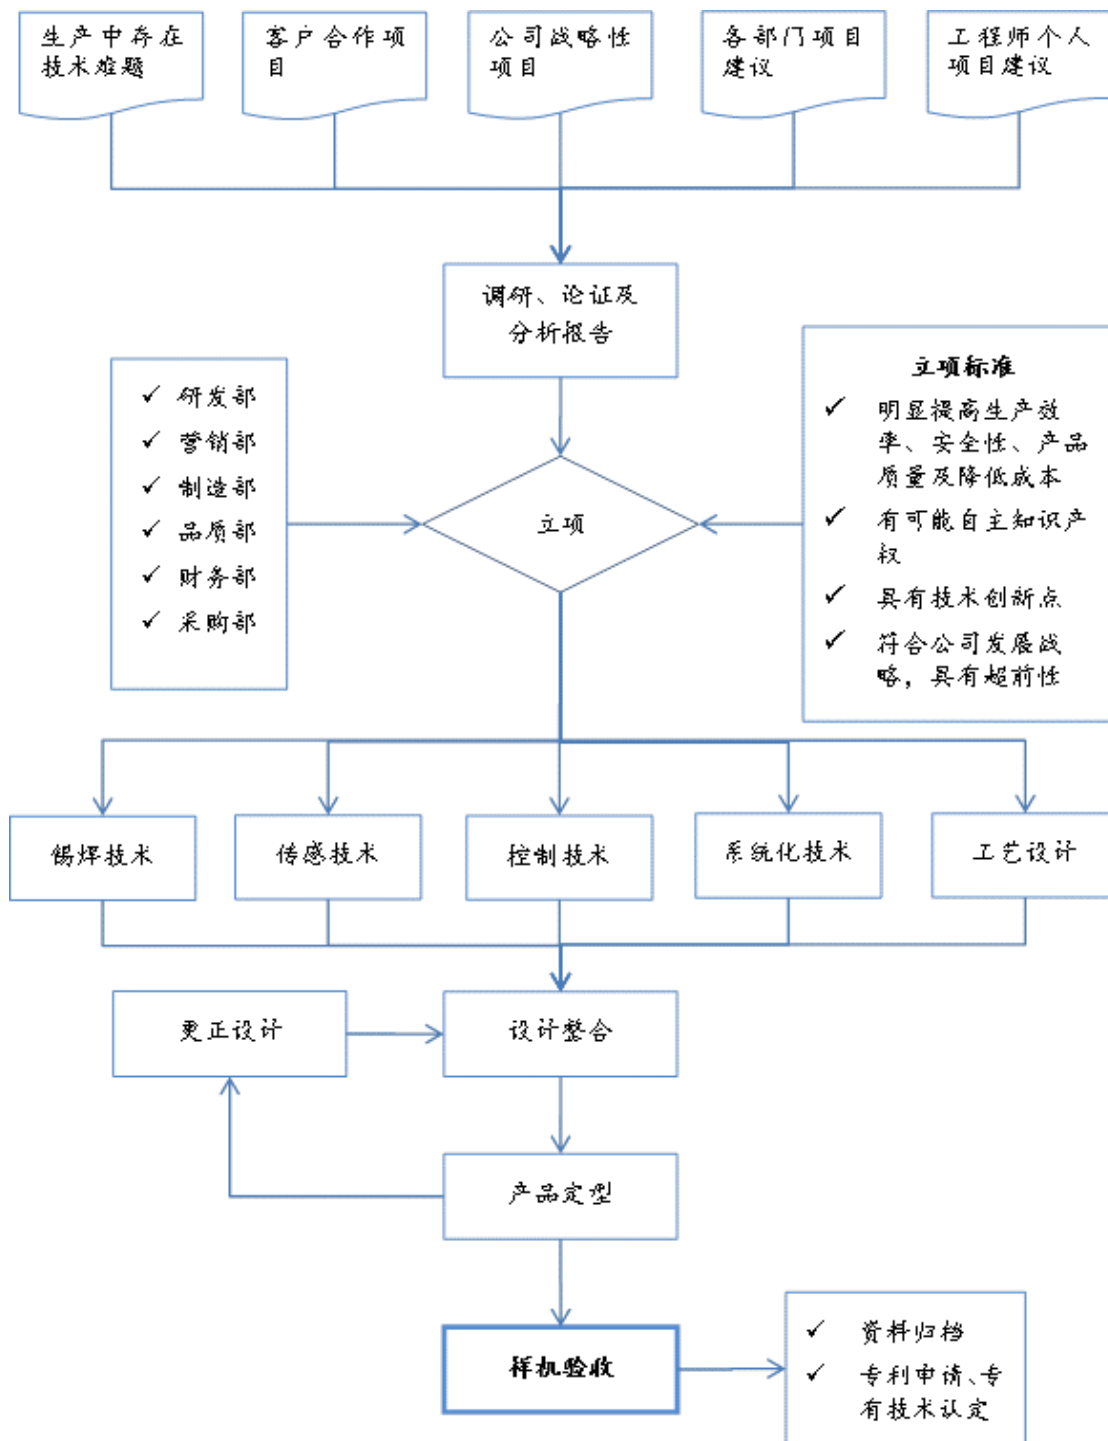 生产中存在
技术难题
客户合作项
目
公司战略性
项目
各部门项目
建议
工程师个人
项目建议
调研、论证及
分析报告
✓ 研发部
✓ 营销部
✓ 制造部
✓ 品质部
✓ 财务部
✓ 采购部
立项
立项标准
✓ 明显提高生产效
率、安全性、产品
质量及降低成本
✓ 有可能自主知识产
权
✓ 具有技术创新点
✓ 符合公司发展战
略，具有超前性
锡焊技术
传感技术
控制技术
系统化技术
工艺设计
更正设计
设计整合
产品定型
样机验收
✓ 资料归档
✓ 专利申请、专
有技术认定